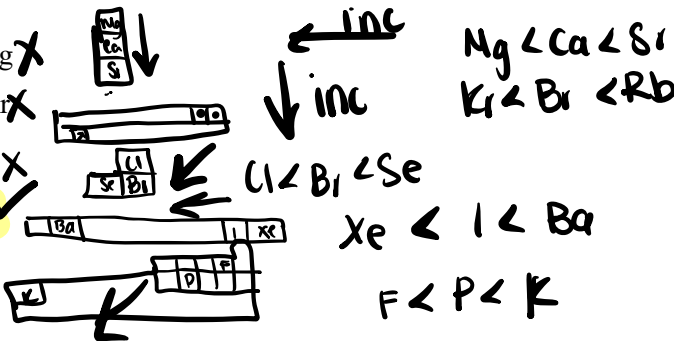 g X
Mg
Ca
Sr
inc
inc
Mg < Ca < Sr
r X
Kr < Br < Rb
X
Cl
Se Br
Cl < Br < Se
Ba I Xe
Xe < I < Ba
F
P
K
F < P < K